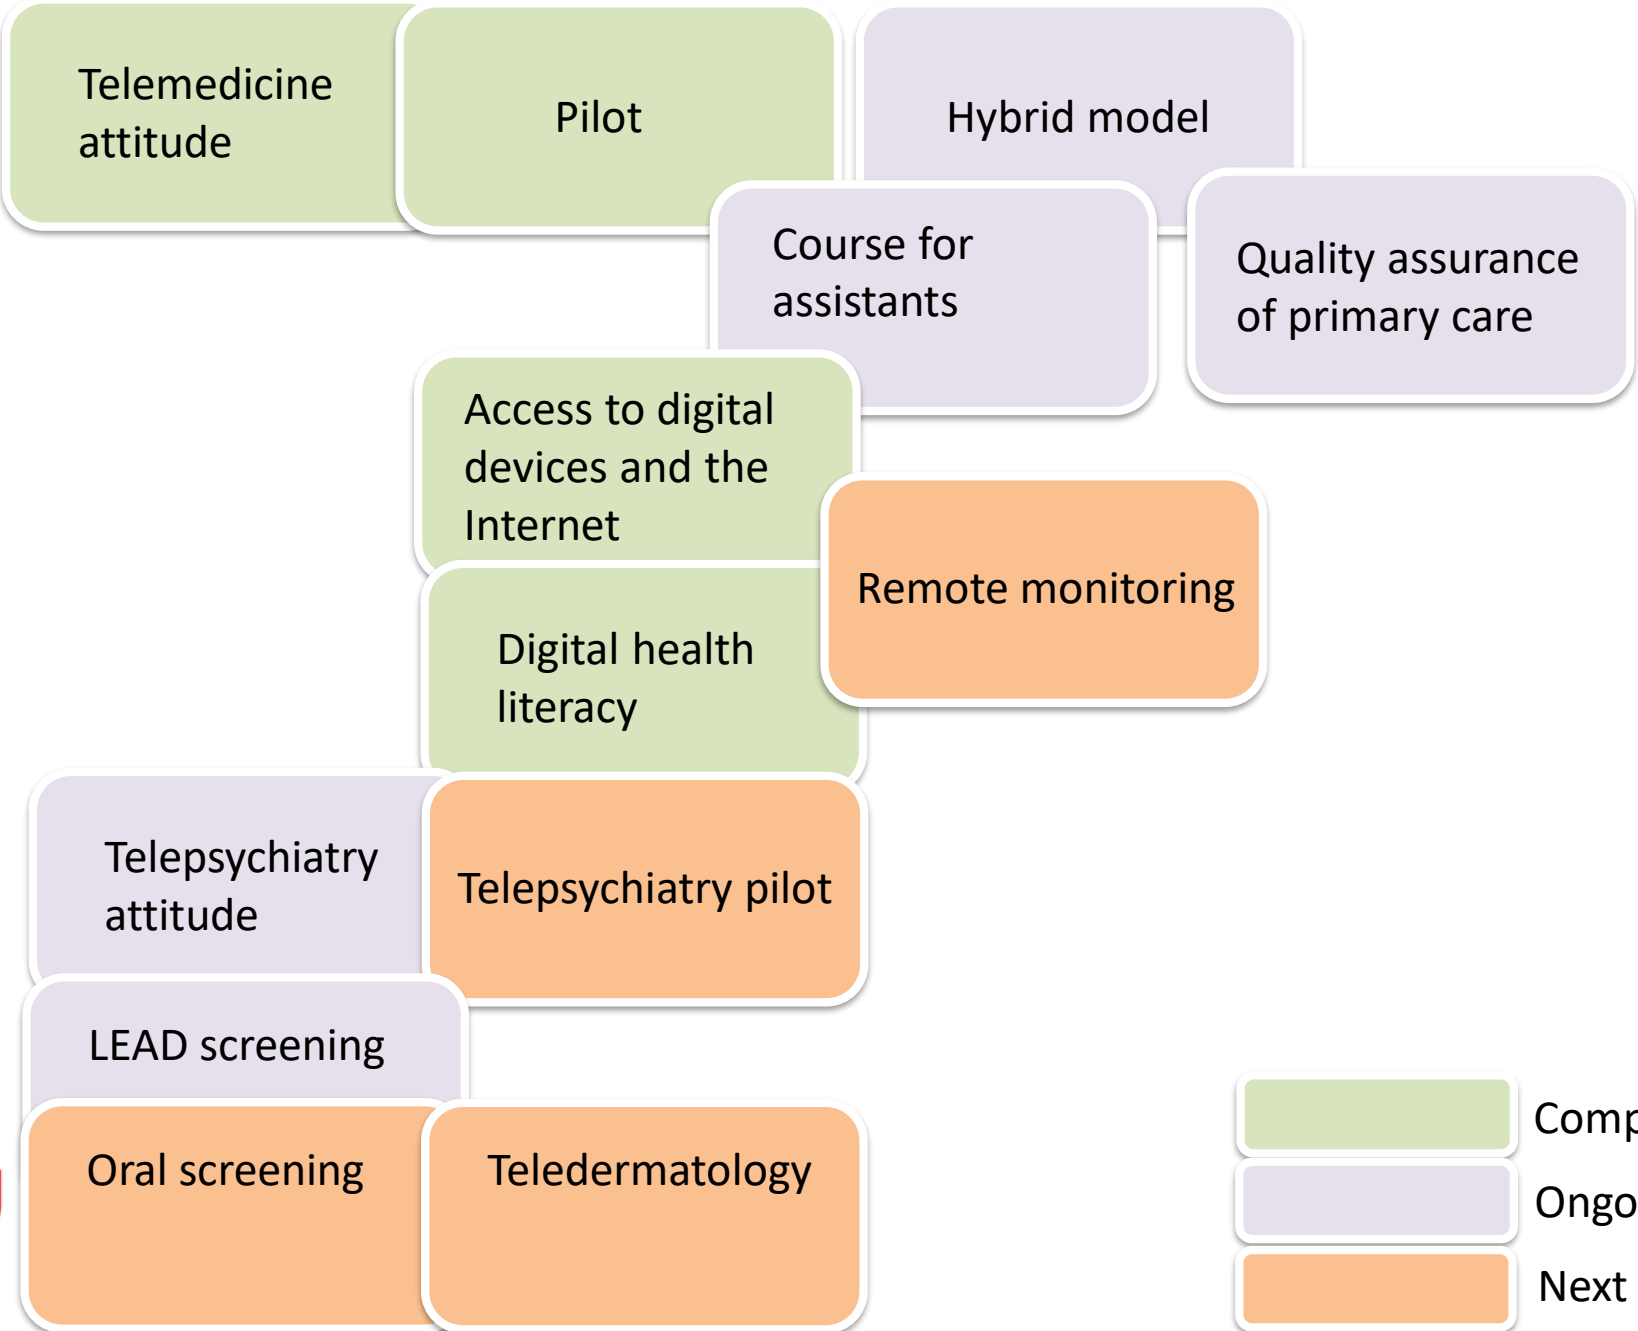 Telemedicine
attitude
Pilot
Hybrid model
Course for
assistants
Quality assurance
of primary care
Access to digital
devices and the
Internet
Remote monitoring
Digital health
literacy
Telepsychiatry
attitude
Telepsychiatry pilot
LEAD screening
Oral screening
Teledermatology
Next